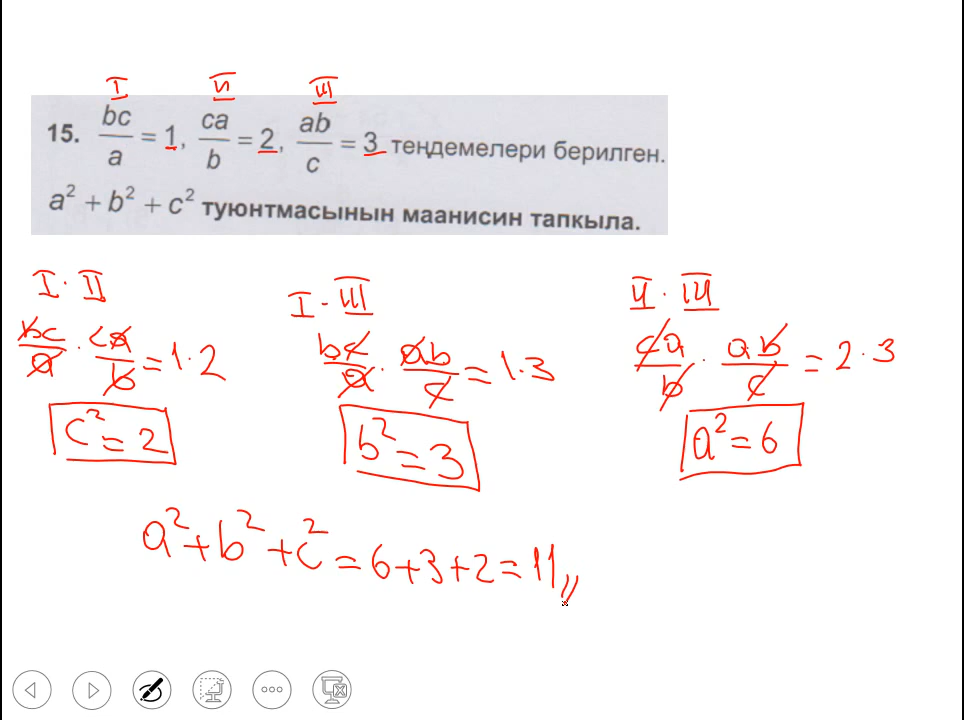 I II III
15. bc/a = 1, ca/b = 2, ab/c = 3 теңдемелери берилген.
a² + b² + c² туюнтмасынын маанисин тапкыла.
I · II I · III II · III
bc/a · ca/b = 1·2 bc/a · ab/c = 1·3 ca/b · ab/c = 2·3
c² = 2 b² = 3 a² = 6
a² + b² + c² = 6+3+2 = 11